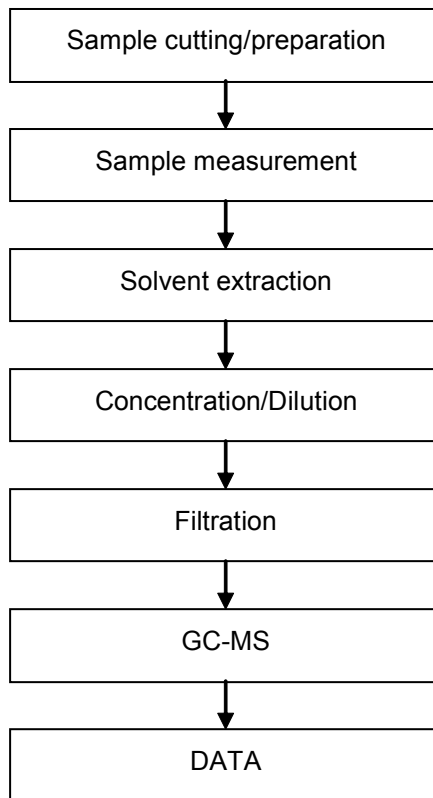 Sample cutting/preparation
Sample measurement
Solvent extraction
Concentration/Dilution
Filtration
GC-MS
DATA